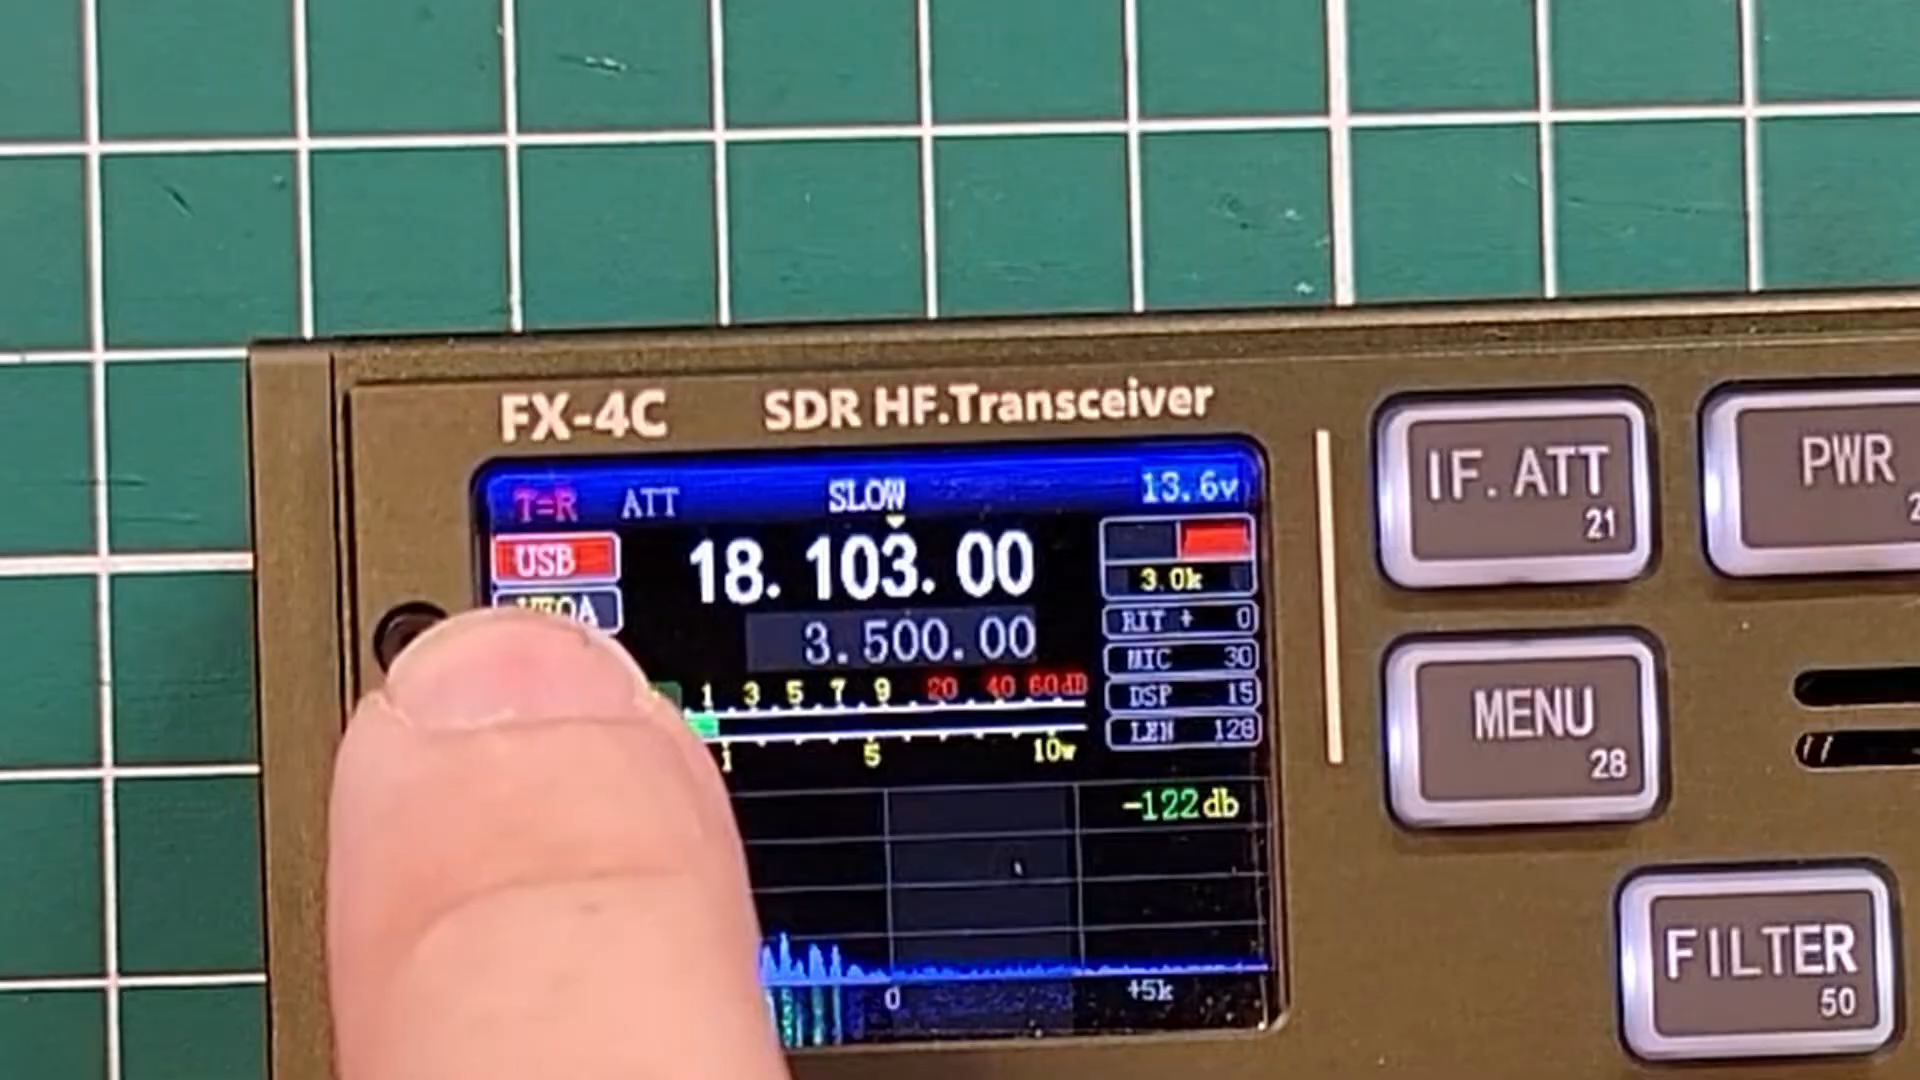 FX-4C SDR HF.Transceiver
T=R ATT SLOW 13.6v
USB 18.103.00
3.0k
VFOA
3.500.00 RIT + 0
MIC 30
1 3 5 7 9 20 40 60dB
DSP 15
LEN 128
1 5 10w
-122db
0 +5k
IF.ATT
21
PWR
MENU
28
FILTER
50